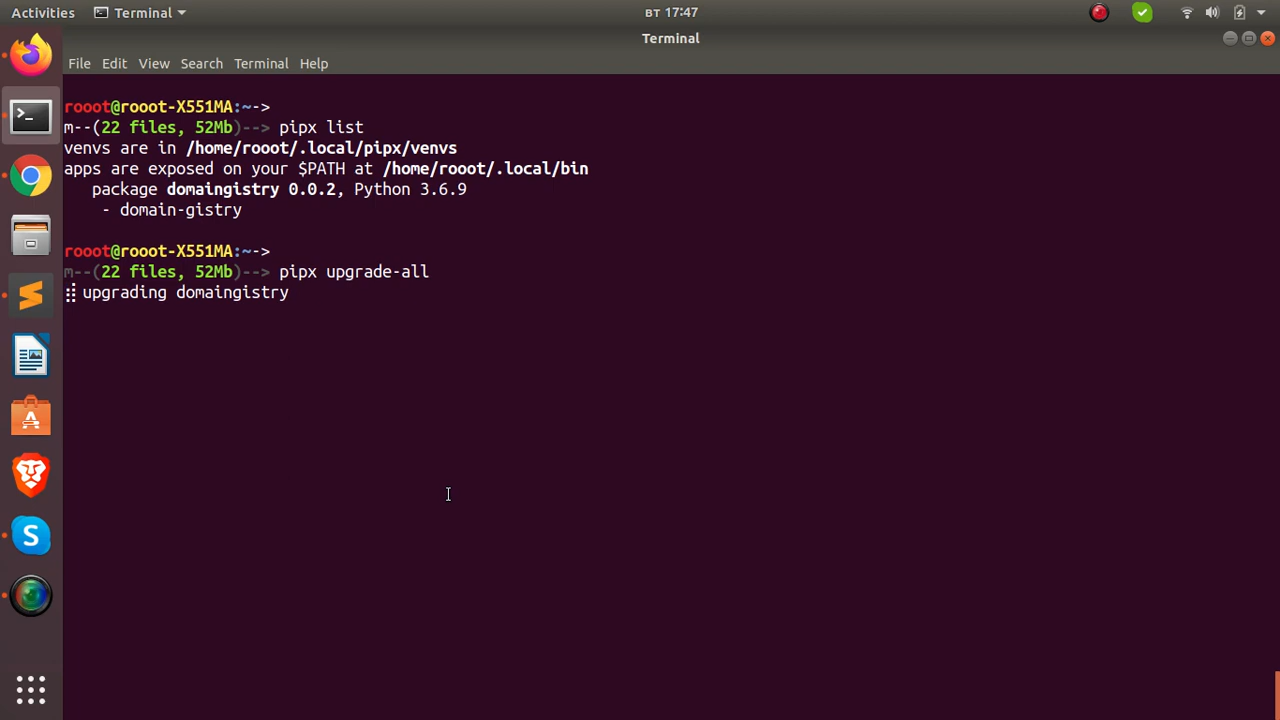 Activities Terminal вт 17:47
Terminal
File Edit View Search Terminal Help
rooot@rooot-X551MA:~->
m--(22 files, 52Mb)--> pipx list
venvs are in /home/rooot/.local/pipx/venvs
apps are exposed on your $PATH at /home/rooot/.local/bin
package domaingistry 0.0.2, Python 3.6.9
- domain-gistry
rooot@rooot-X551MA:~->
m--(22 files, 52Mb)--> pipx upgrade-all
⣾ upgrading domaingistry